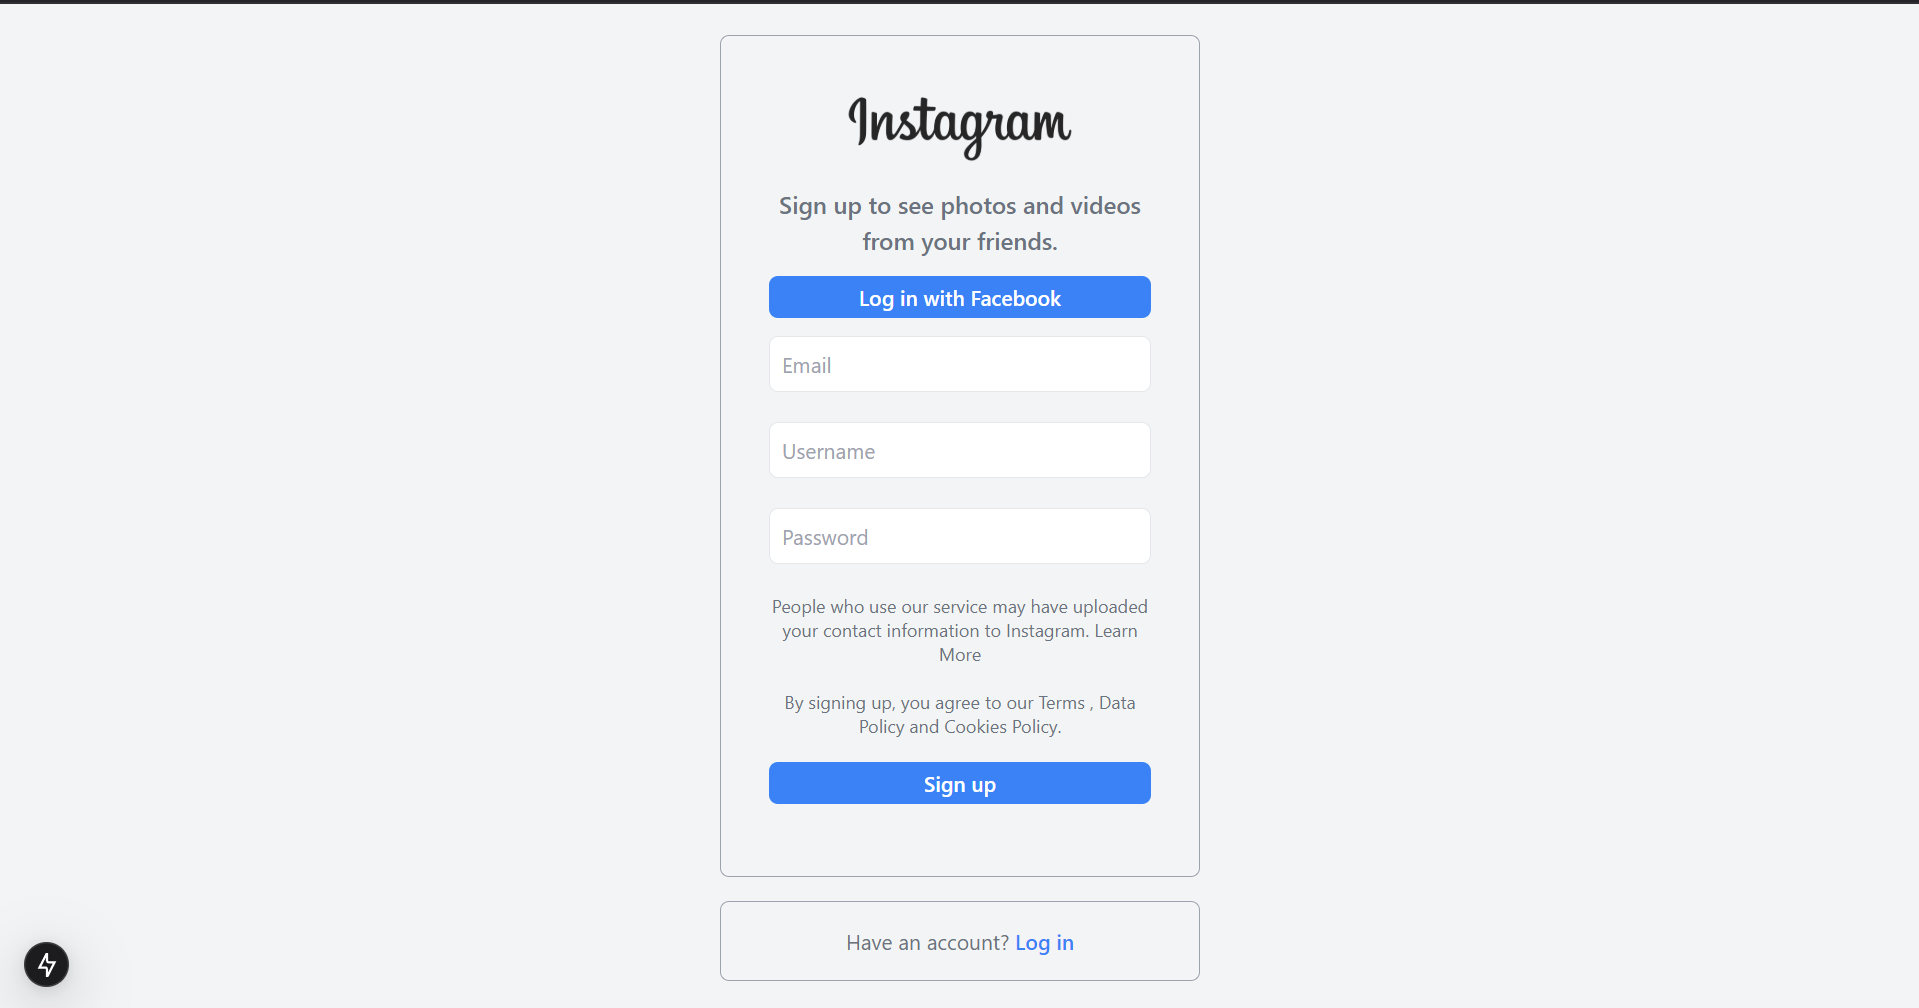 Instagram
Sign up to see photos and videos
from your friends.
Log in with Facebook
Email
Username
Password
People who use our service may have uploaded
your contact information to Instagram. Learn
More
By signing up, you agree to our Terms , Data
Policy and Cookies Policy.
Sign up
Have an account? Log in